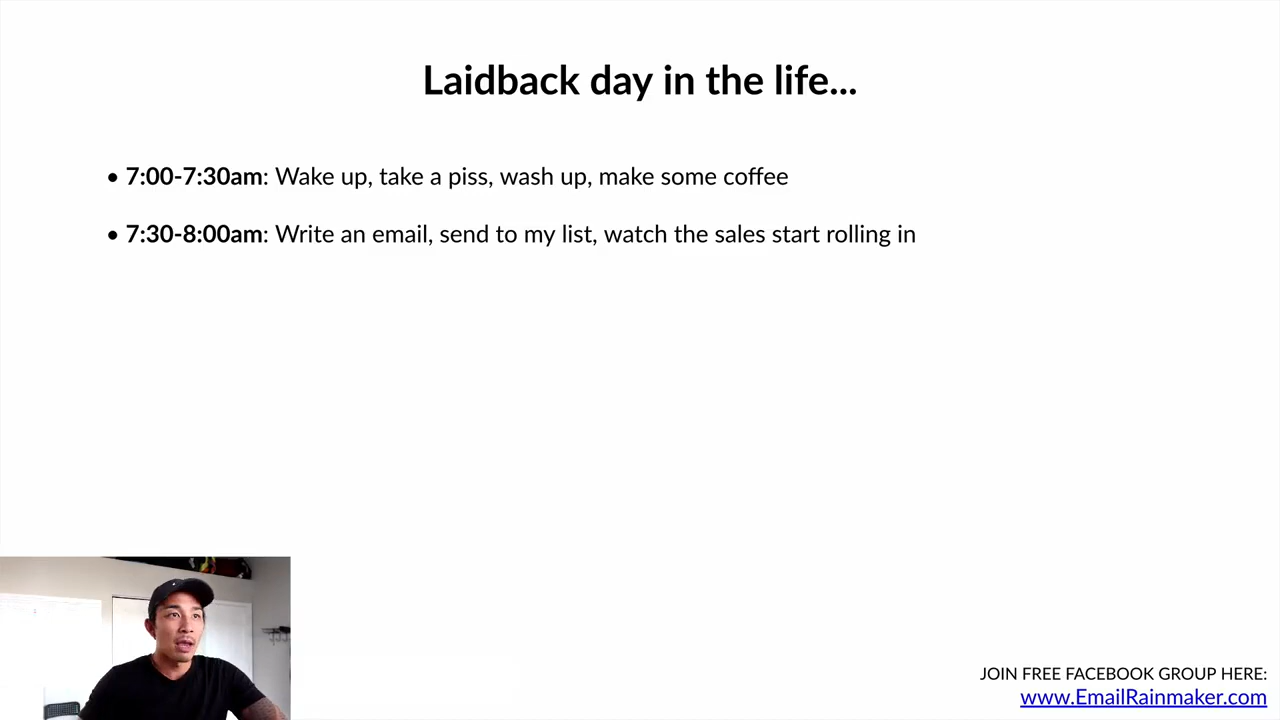 Laidback day in the life...
• 7:00-7:30am: Wake up, take a piss, wash up, make some coffee
• 7:30-8:00am: Write an email, send to my list, watch the sales start rolling in
JOIN FREE FACEBOOK GROUP HERE:
www.EmailRainmaker.com